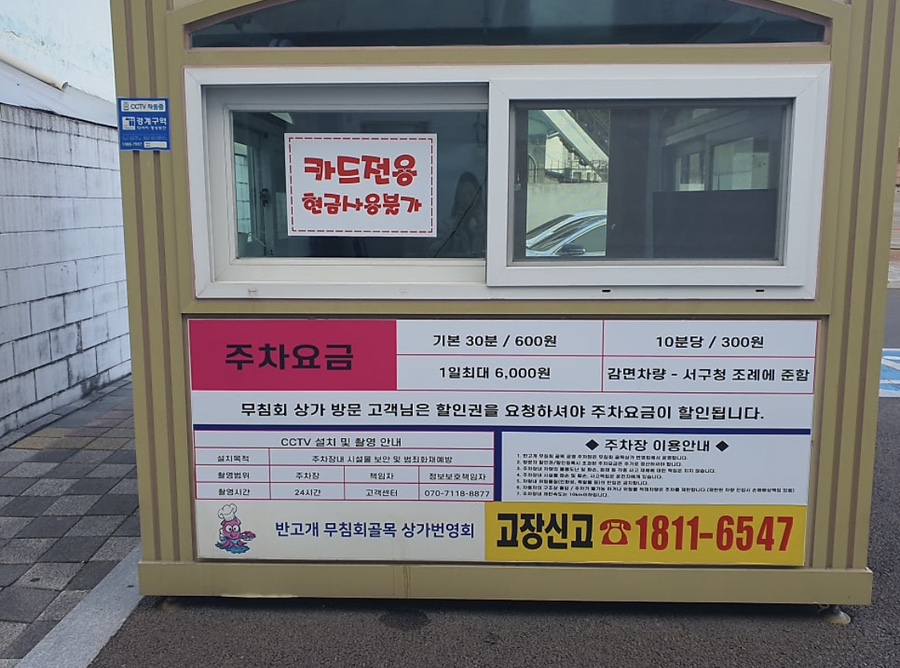 CCTV 작동중
경계구역
카드전용
현금사용불가
주차요금
기본 30분 / 600원
10분당 / 300원
1일최대 6,000원
감면차량 - 서구청 조례에 준함
무침회 상가 방문 고객님은 할인권을 요청하셔야 주차요금이 할인됩니다.
CCTV 설치 및 촬영 안내
설치목적 주차장내 시설물 보안 및 범죄화재예방
촬영범위 주차장 책임자 정보보호책임자
촬영시간 24시간 고객센터 070-7118-8877
◆ 주차장 이용안내 ◆
반고개 무침회골목 상가번영회
고장신고 ☎ 1811-6547